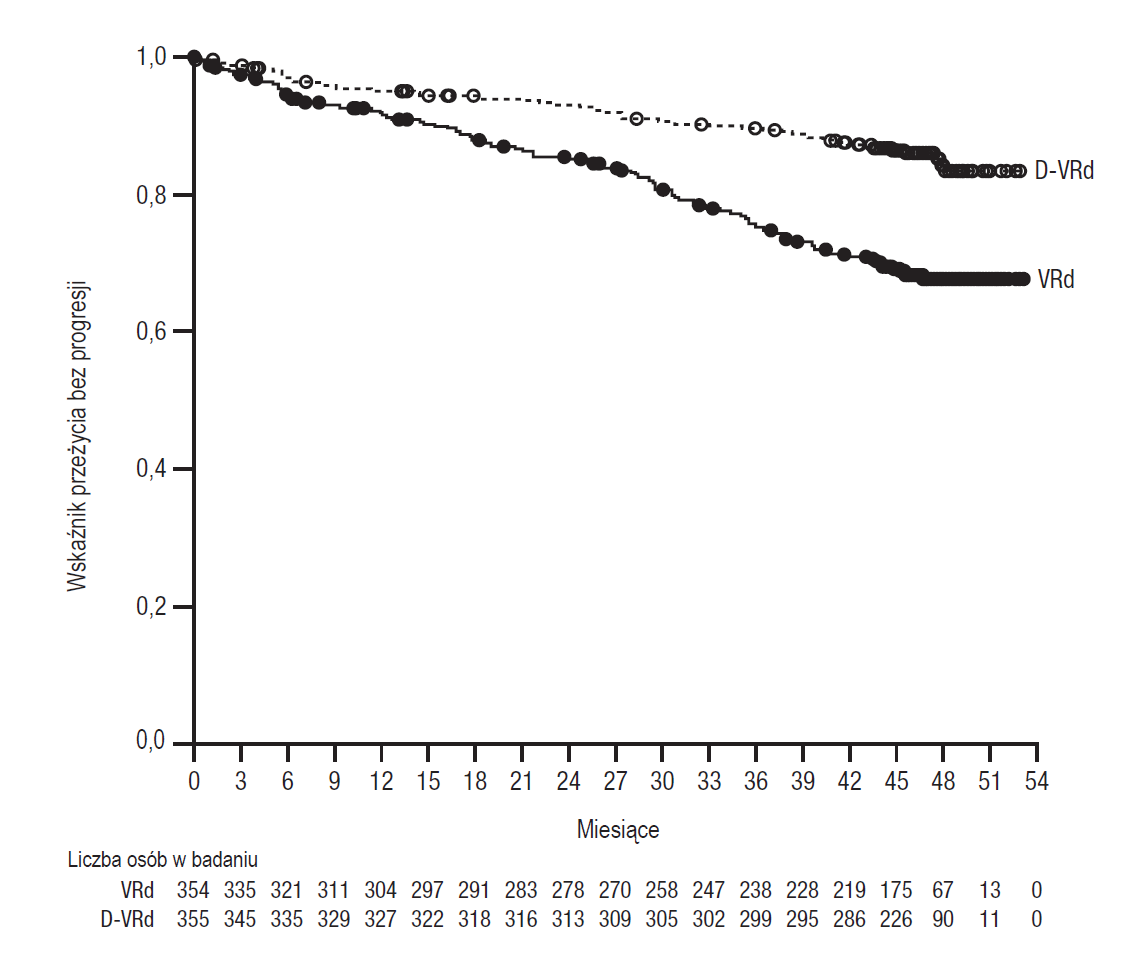 Wskaźnik przeżycia bez progresji
1,0
0,8
0,6
0,4
0,2
0,0
D-VRd
VRd
0 3 6 9 12 15 18 21 24 27 30 33 36 39 42 45 48 51 54
Miesiące
Liczba osób w badaniu
VRd 354 335 321 311 304 297 291 283 278 270 258 247 238 228 219 175 67 13 0
D-VRd 355 345 335 329 327 322 318 316 313 309 305 302 299 295 286 226 90 11 0